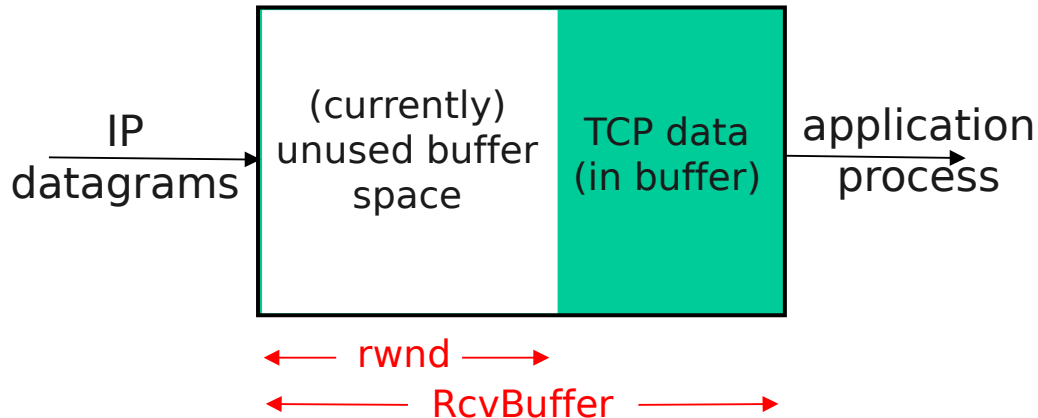 IP
datagrams
(currently)
unused buffer
space
TCP data
(in buffer)
application
process
rwnd
RcvBuffer